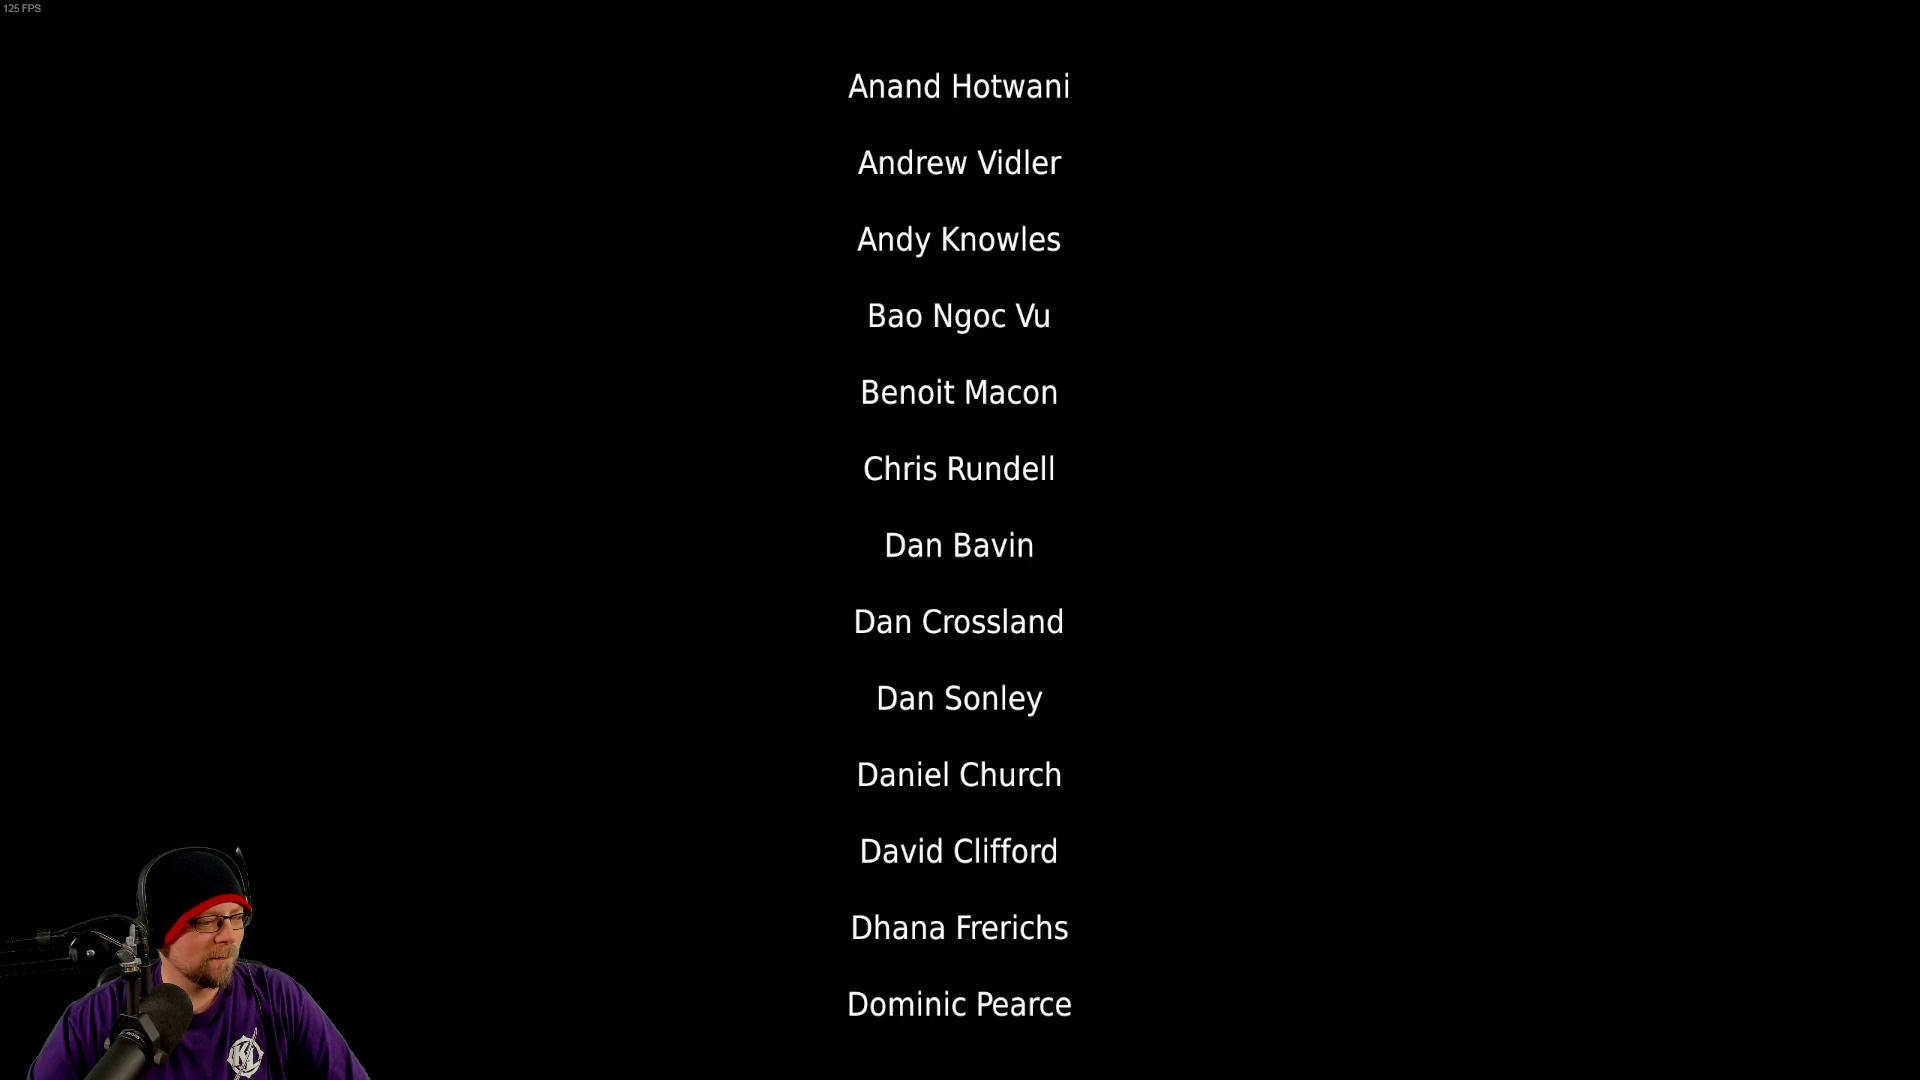 125 FPS
Anand Hotwani
Andrew Vidler
Andy Knowles
Bao Ngoc Vu
Benoit Macon
Chris Rundell
Dan Bavin
Dan Crossland
Dan Sonley
Daniel Church
David Clifford
Dhana Frerichs
Dominic Pearce
KL